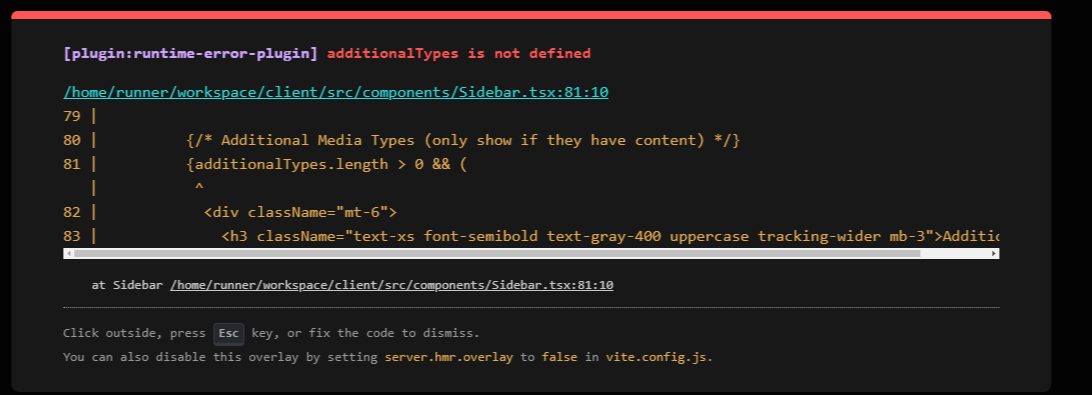 [plugin:runtime-error-plugin] additionalTypes is not defined
/home/runner/workspace/client/src/components/Sidebar.tsx:81:10
79 |
80 |          {/* Additional Media Types (only show if they have content) */}
81 |          {additionalTypes.length > 0 && (
   |           ^
82 |            <div className="mt-6">
83 |              <h3 className="text-xs font-semibold text-gray-400 uppercase tracking-wider mb-3">Additic
at Sidebar /home/runner/workspace/client/src/components/Sidebar.tsx:81:10
Click outside, press Esc key, or fix the code to dismiss.
You can also disable this overlay by setting server.hmr.overlay to false in vite.config.js.